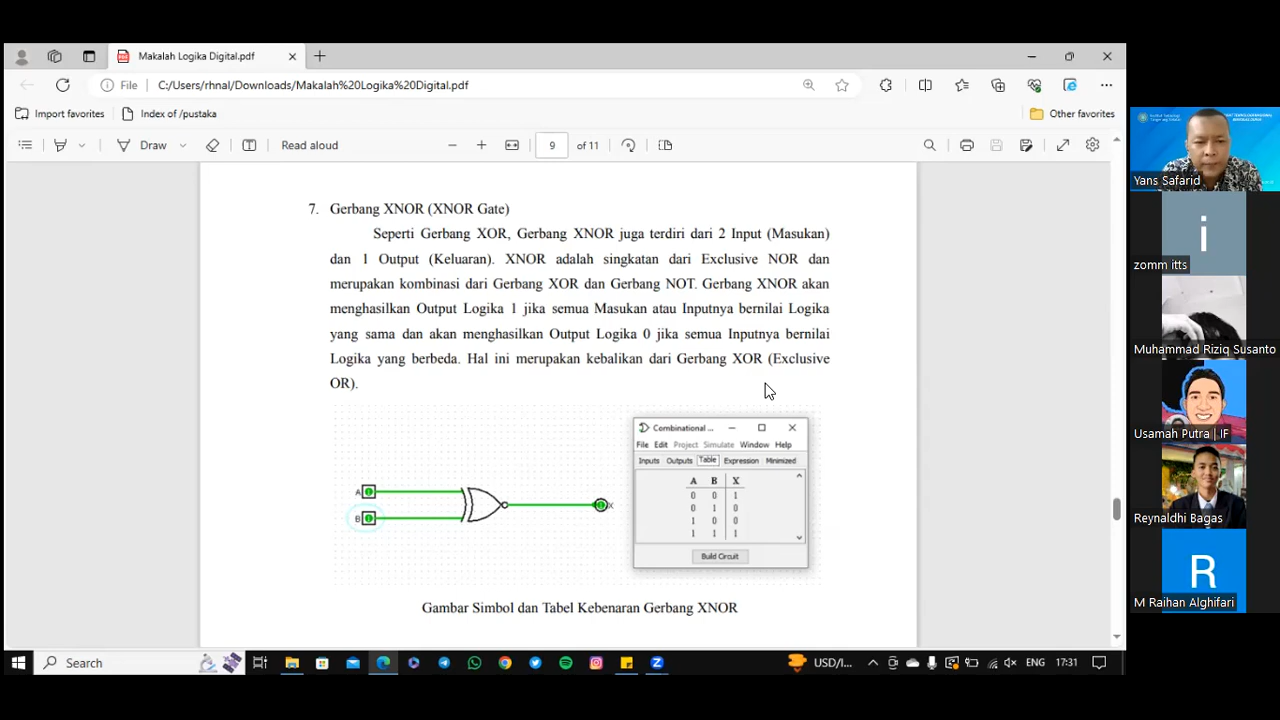 Makalah Logika Digital.pdf
File C:/Users/rhnal/Downloads/Makalah%20Logika%20Digital.pdf
Import favorites Index of /pustaka Other favorites
Draw Read aloud 9 of 11
7. Gerbang XNOR (XNOR Gate)
Seperti Gerbang XOR, Gerbang XNOR juga terdiri dari 2 Input (Masukan)
dan 1 Output (Keluaran). XNOR adalah singkatan dari Exclusive NOR dan
merupakan kombinasi dari Gerbang XOR dan Gerbang NOT. Gerbang XNOR akan
menghasilkan Output Logika 1 jika semua Masukan atau Inputnya bernilai Logika
yang sama dan akan menghasilkan Output Logika 0 jika semua Inputnya bernilai
Logika yang berbeda. Hal ini merupakan kebalikan dari Gerbang XOR (Exclusive
OR).
A
B
X
Combinational ...
File Edit Project Simulate Window Help
Inputs Outputs Table Expression Minimized
A B X
0 0 1
0 1 0
1 0 0
1 1 1
Build Circuit
Gambar Simbol dan Tabel Kebenaran Gerbang XNOR
Search
USD/I...
ENG 17:31
Yans Safarid
i
zomm itts
Muhammad Riziq Susanto
Usamah Putra | IF
Reynaldhi Bagas
R
M Raihan Alghifari